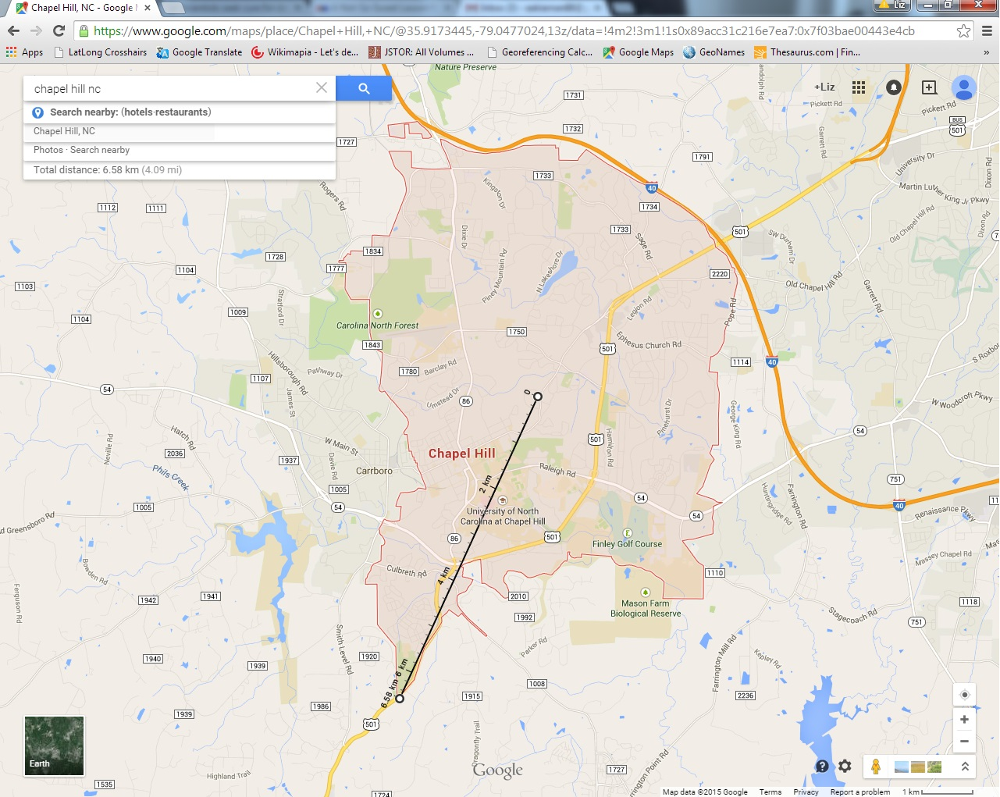 Chapel Hill, NC - Google
Liz
https://www.google.com/maps/place/Chapel+Hill,+NC/@35.9173445,-79.0477024,13z/data=!4m2!3m1!1s0x89acc31c216e7ea7:0x7f03bae00443e4cb
Apps LatLong Crosshairs Google Translate Wikimapia - Let's de... JSTOR: All Volumes ... Georeferencing Calc... Google Maps GeoNames Thesaurus.com | Fin... »
chapel hill nc
Search nearby: (hotels·restaurants)
Chapel Hill, NC
Photos · Search nearby
Total distance: 6.58 km (4.09 mi)
+Liz
Nature Preserve
1731
Pickett Rd
Pickett Rd
Garrett Rd
BUS
501
1732
1727
1791
University Dr
Dixon Rd
1733
Kingston Dr
Rogers Rd
40
Martin Luther King Jr Pkwy
1112
1111
1734
Old Chapel Hill Rd
Dixon Rd
Dixie Dr
1733
501
SW Durham Dr
Sage Rd
1834
1728
Piney Mountain Rd
N Lakeshore Dr
1777
1104
2220
Old Chapel Hill Rd
Garrett Rd
1103
Stratford Dr
Legion Rd
Pope Rd
1009
1104
Carolina North Forest
1750
Ephesus Church Rd
1843
501
S Roxbo
Hillsborough Rd
Barclay Rd
1114
40
Pathway Dr
1780
1107
54
James St
Umstead Dr
86
0
Pinehurst Dr
George King Rd
W Woodcroft Pkwy
54
Hatch Rd
W Main St
501
Hamilton Rd
Neville Rd
2036
Chapel Hill
1937
Davie Rd
Carrboro
Raleigh Rd
Phils Creek
2 km
751
1005
54
Huntingridge Rd
Farrington Rd
1005
54
University of North
Carolina at Chapel Hill
54
40
11
Renaissance Pkwy
d Greensboro Rd
86
501
Finley Golf Course
Massey Chapel Rd
Mas
Bowden Rd
Culbreth Rd
4 km
1110
Ferguson Rd
1942
1941
2010
Mason Farm
Biological Reserve
1118
1992
Stagecoach Rd
751
Smith Level Rd
Parker Rd
1940
1920
1939
6 km
Farrington Mill Rd
Kepley Rd
6.58 km
1008
2236
1915
1986
1939
501
Dragonfly Trail
Earth
Google
1727
Highland Trail
rington Point Rd
1535
1724
Map data ©2015 Google Terms Privacy Report a problem 1 km